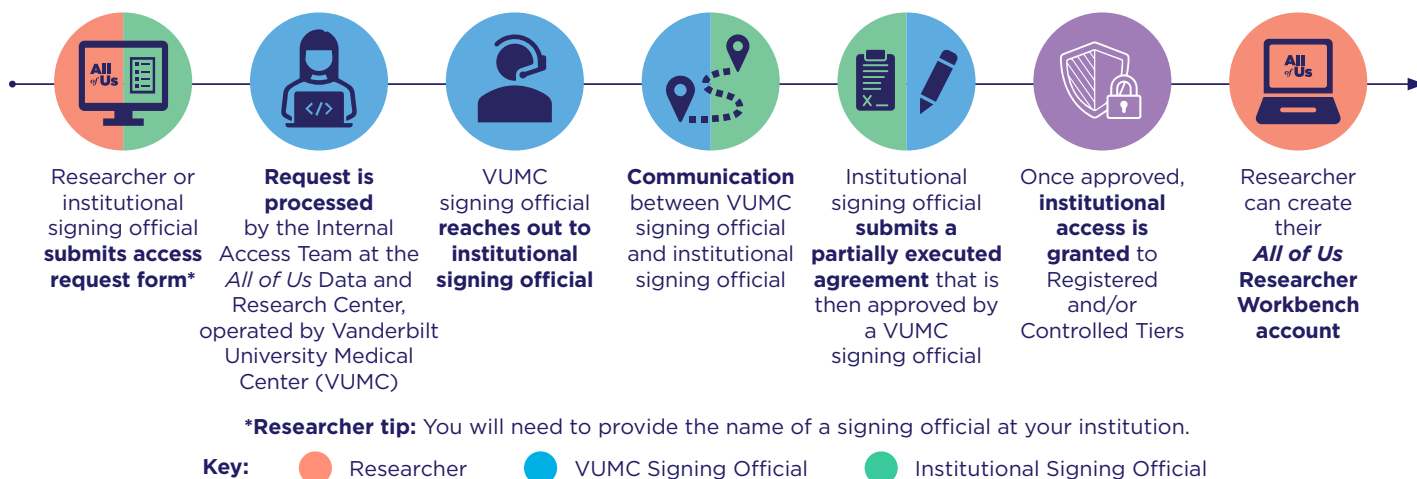 All
of Us
</>
X
All
of Us
Researcher or
institutional
signing official
submits access
request form*
Request is
processed
by the Internal
Access Team at the
All of Us Data and
Research Center,
operated by Vanderbilt
University Medical
Center (VUMC)
VUMC
signing official
reaches out to
institutional
signing official
Communication
between VUMC
signing official
and institutional
signing official
Institutional
signing official
submits a
partially executed
agreement that is
then approved by
a VUMC
signing official
Once approved,
institutional
access is
granted to
Registered
and/or
Controlled Tiers
Researcher
can create
their
All of Us
Researcher
Workbench
account
*Researcher tip: You will need to provide the name of a signing official at your institution.
Key: Researcher VUMC Signing Official Institutional Signing Official